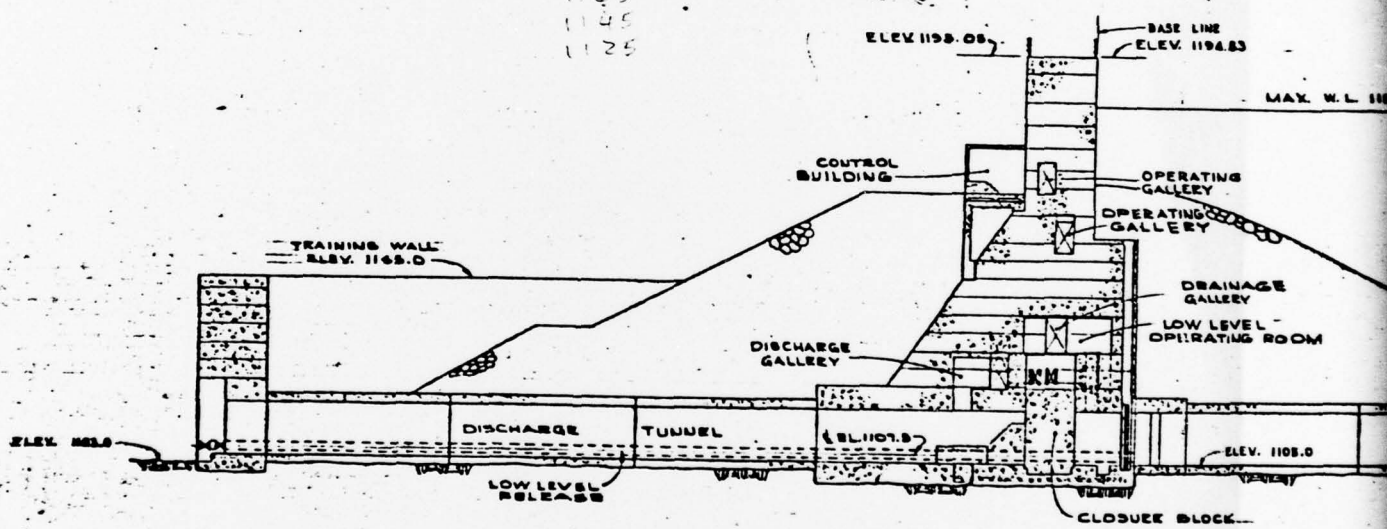 1145
1125
ELEV. 1193.08
BASE LINE
ELEV. 1194.83
MAX. W.L.
CONTROL
BUILDING
OPERATING
GALLERY
OPERATING
GALLERY
TRAINING WALL
ELEV. 1165.0
DRAINAGE
GALLERY
LOW LEVEL
OPERATING ROOM
DISCHARGE
GALLERY
DISCHARGE TUNNEL
EL. 1107.5
ELEV.
ELEV. 1105.0
LOW LEVEL
RELEASE
CLOSURE BLOCK